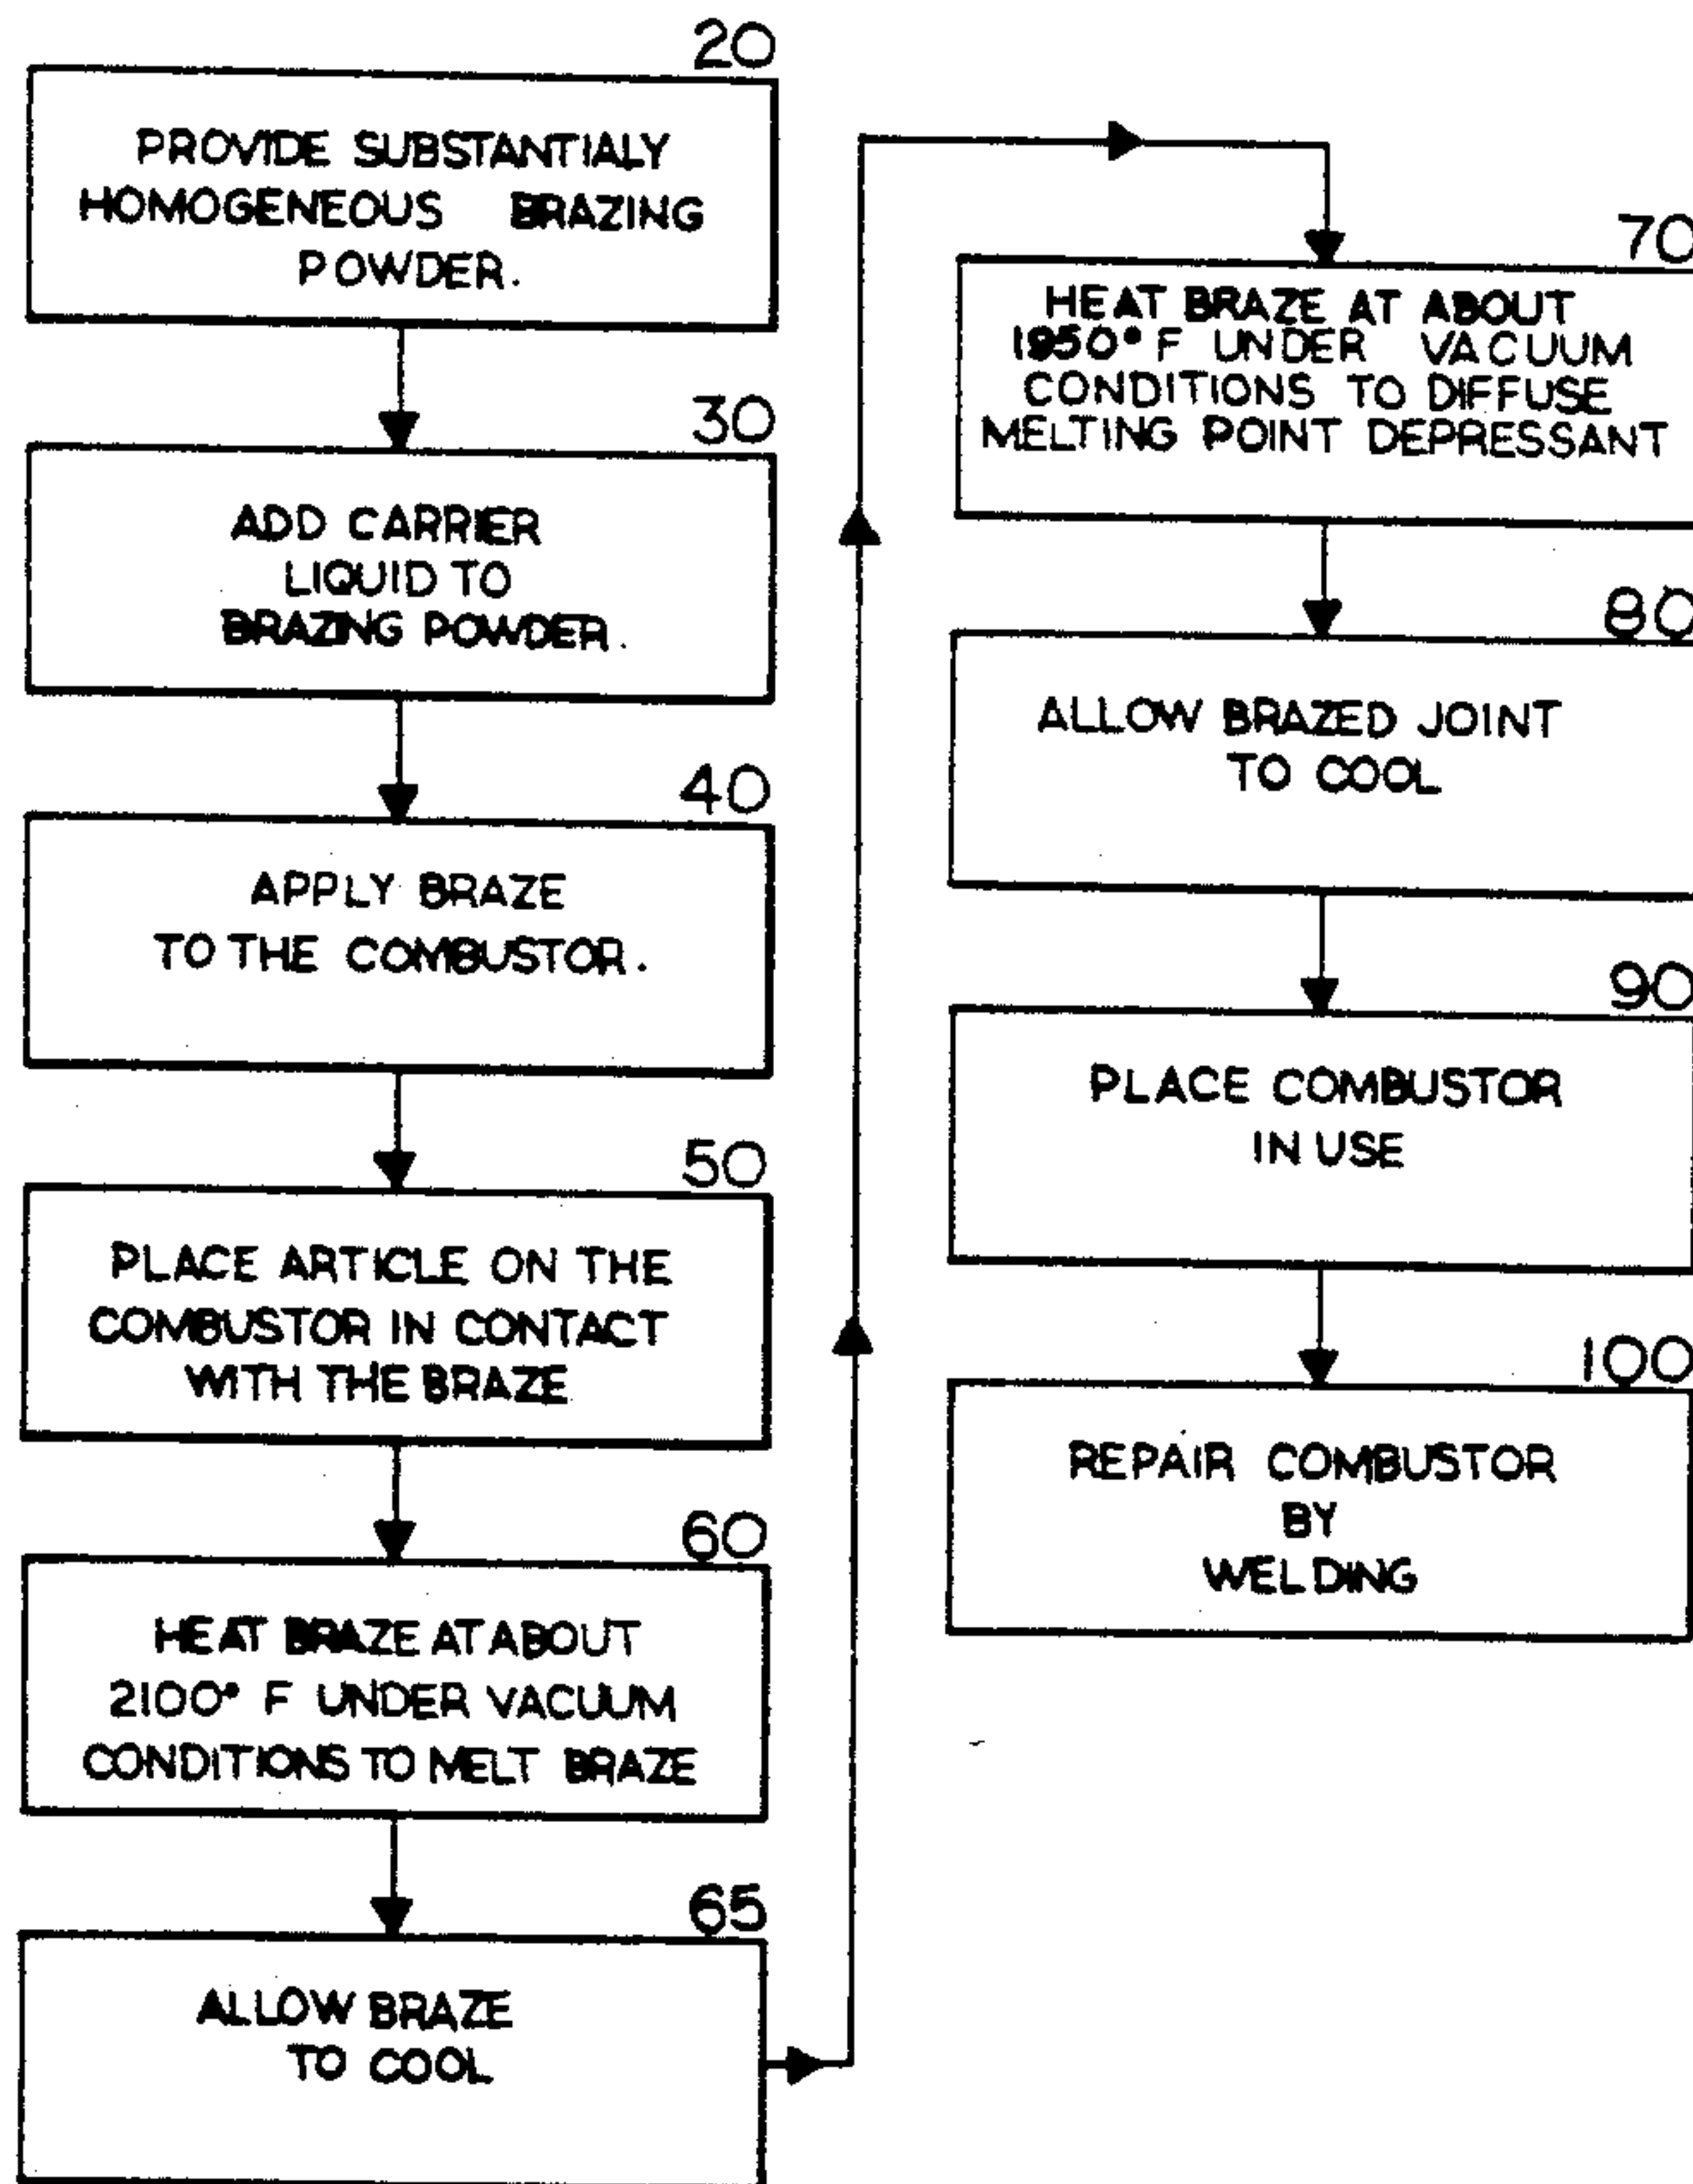 20
PROVIDE SUBSTANTIALY
HOMOGENEOUS BRAZING
POWDER.
30
ADD CARRIER
LIQUID TO
BRAZING POWDER.
40
APPLY BRAZE
TO THE COMBUSTOR.
50
PLACE ARTICLE ON THE
COMBUSTOR IN CONTACT
WITH THE BRAZE
60
HEAT BRAZE AT ABOUT
2100° F UNDER VACUUM
CONDITIONS TO MELT BRAZE
65
ALLOW BRAZE
TO COOL
70
HEAT BRAZE AT ABOUT
1950° F UNDER VACUUM
CONDITIONS TO DIFFUSE
MELTING POINT DEPRESSANT
80
ALLOW BRAZED JOINT
TO COOL
90
PLACE COMBUSTOR
IN USE
100
REPAIR COMBUSTOR
BY
WELDING